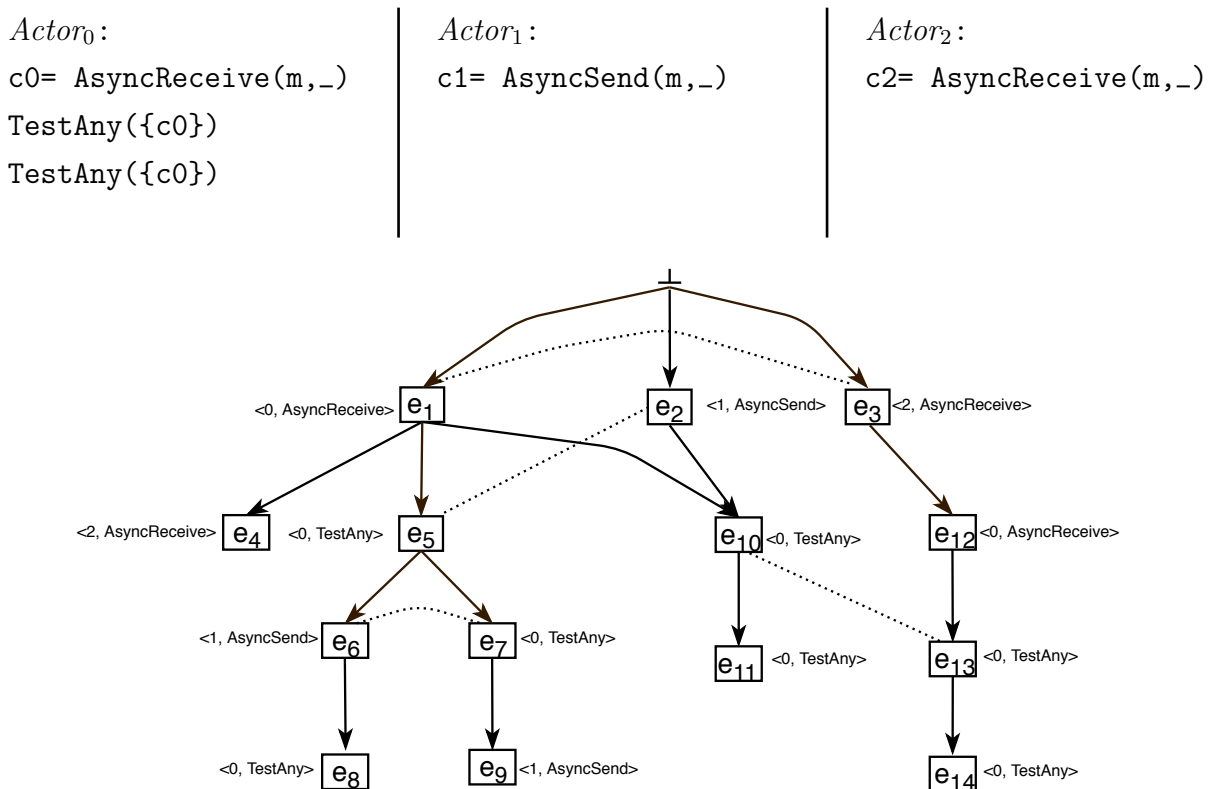 Actor₀: Actor₁: Actor₂:
c0= AsyncReceive(m,_) c1= AsyncSend(m,_) c2= AsyncReceive(m,_)
TestAny({c0})
TestAny({c0})
⊥
<0, AsyncReceive> e₁ e₂ <1, AsyncSend> e₃ <2, AsyncReceive>
<2, AsyncReceive> e₄ <0, TestAny> e₅ e₁₀ <0, TestAny> e₁₂ <0, AsyncReceive>
<1, AsyncSend> e₆ e₇ <0, TestAny> e₁₁ <0, TestAny> e₁₃ <0, TestAny>
<0, TestAny> e₈ e₉ <1, AsyncSend> e₁₄ <0, TestAny>